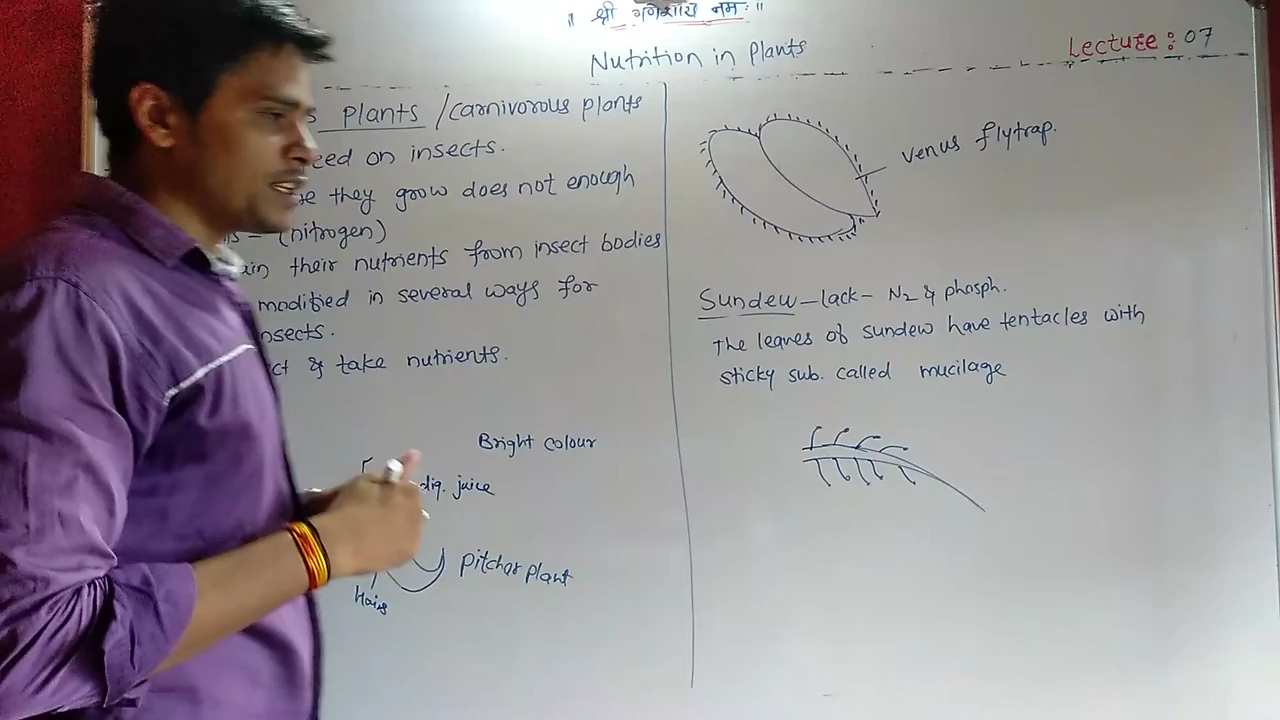 ॥ श्री गणेशाय नमः ॥
Nutrition in Plants
Lecture: 07
Plants / carnivorous plants
on insects.
they grow does not enough
(nitrogen)
their nutrients from insect bodies
modified in several ways for
& take nutrients.
Bright colour
dig. juice
Pitcher plant
Hairs
venus flytrap.
Sundew - lack - N2 & phosph.
The leaves of sundew have tentacles with
sticky sub. called mucilage